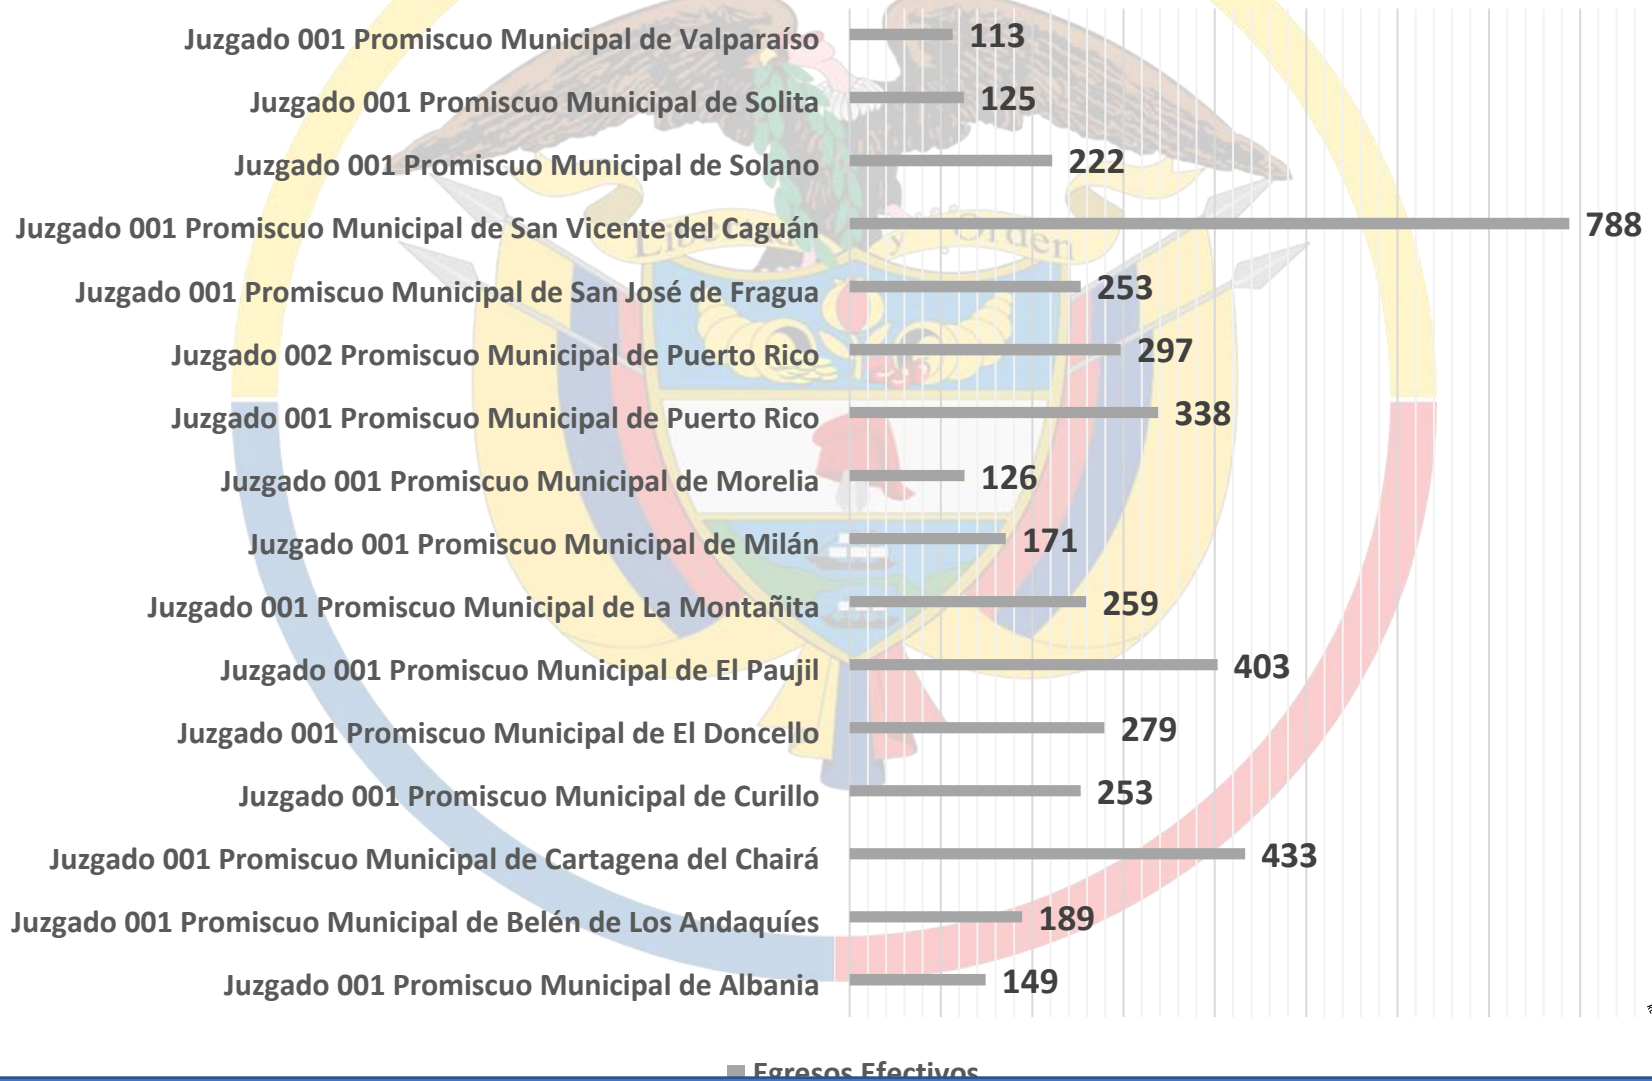 Juzgado 001 Promiscuo Municipal de Valparaíso 113
Juzgado 001 Promiscuo Municipal de Solita 125
Juzgado 001 Promiscuo Municipal de Solano 222
Juzgado 001 Promiscuo Municipal de San Vicente del Caguán 788
Libertad y Orden
Juzgado 001 Promiscuo Municipal de San José de Fragua 253
Juzgado 002 Promiscuo Municipal de Puerto Rico 297
Juzgado 001 Promiscuo Municipal de Puerto Rico 338
Juzgado 001 Promiscuo Municipal de Morelia 126
Juzgado 001 Promiscuo Municipal de Milán 171
Juzgado 001 Promiscuo Municipal de La Montañita 259
Juzgado 001 Promiscuo Municipal de El Paujil 403
Juzgado 001 Promiscuo Municipal de El Doncello 279
Juzgado 001 Promiscuo Municipal de Curillo 253
Juzgado 001 Promiscuo Municipal de Cartagena del Chairá 433
Juzgado 001 Promiscuo Municipal de Belén de Los Andaquíes 189
Juzgado 001 Promiscuo Municipal de Albania 149
Egresos Efectivos